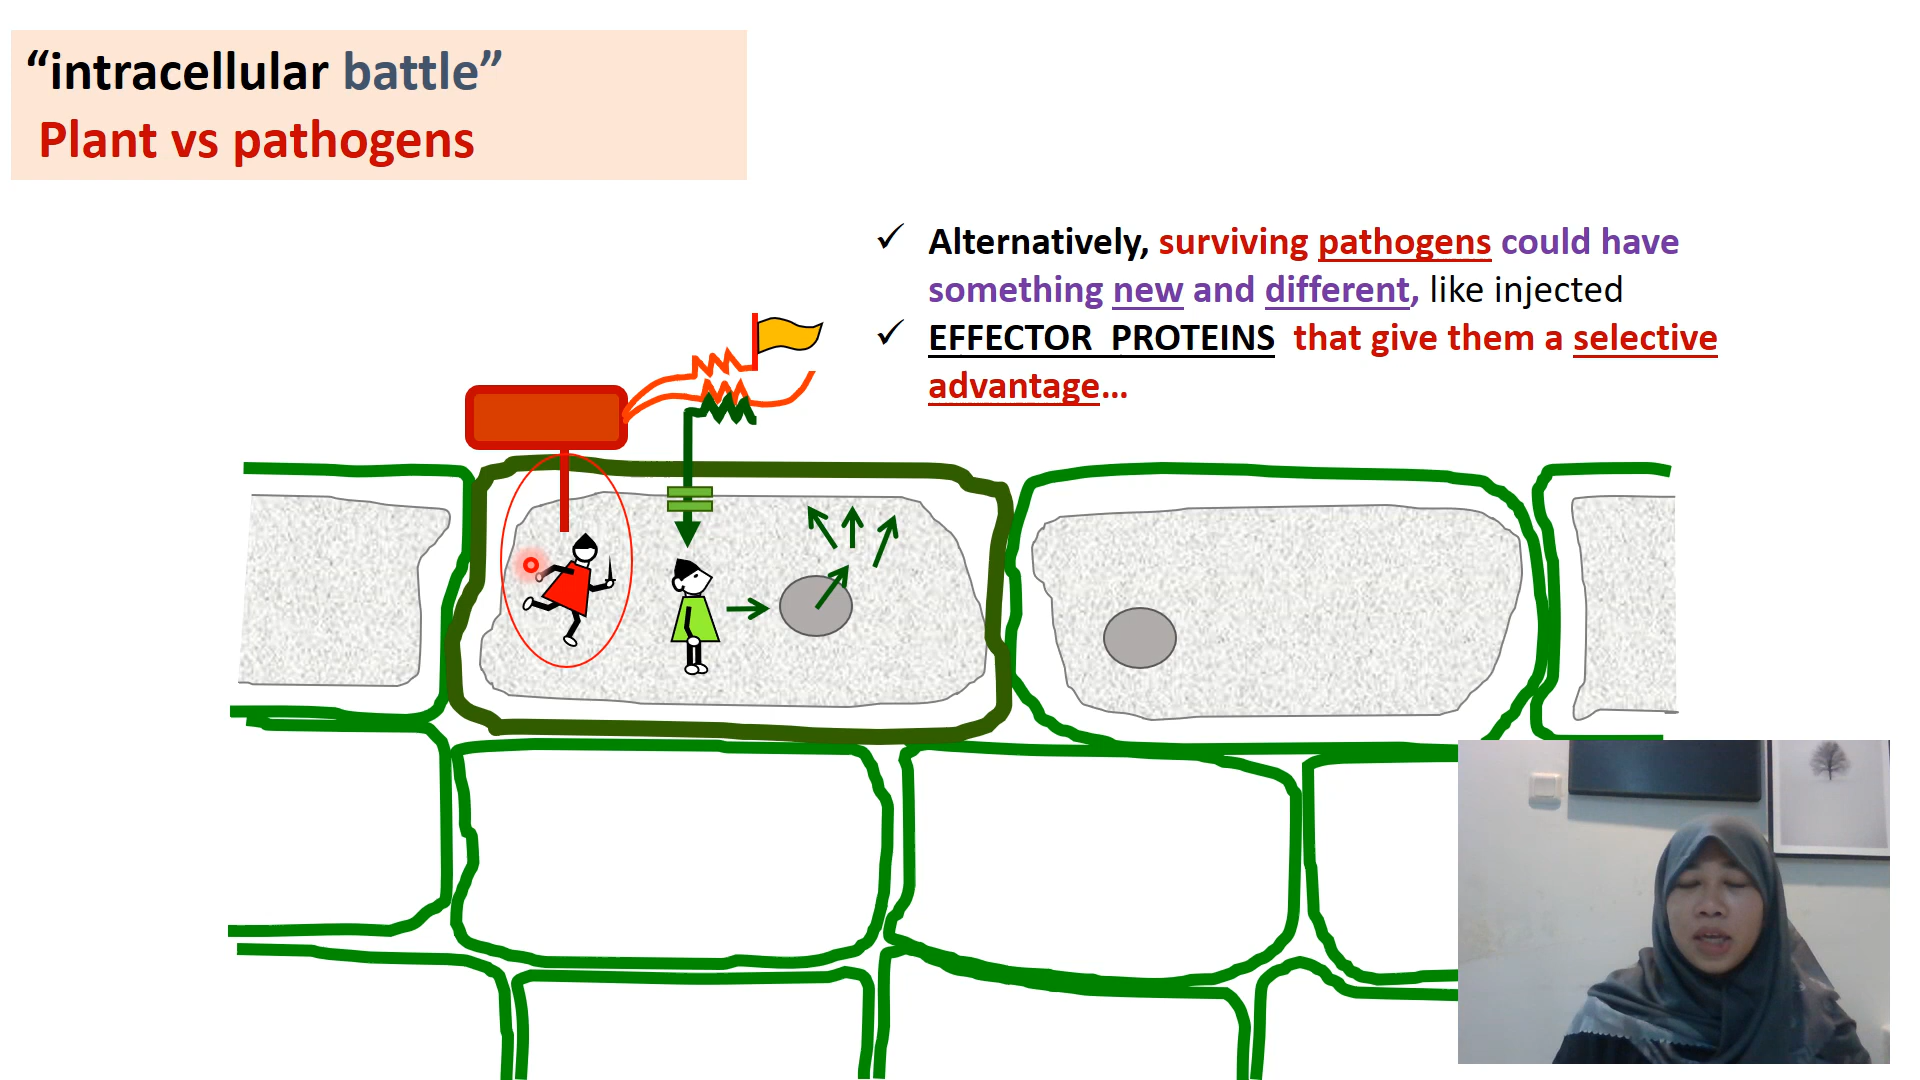 “intracellular battle”
Plant vs pathogens
✓ Alternatively, surviving pathogens could have
something new and different, like injected
✓ EFFECTOR PROTEINS that give them a selective
advantage...